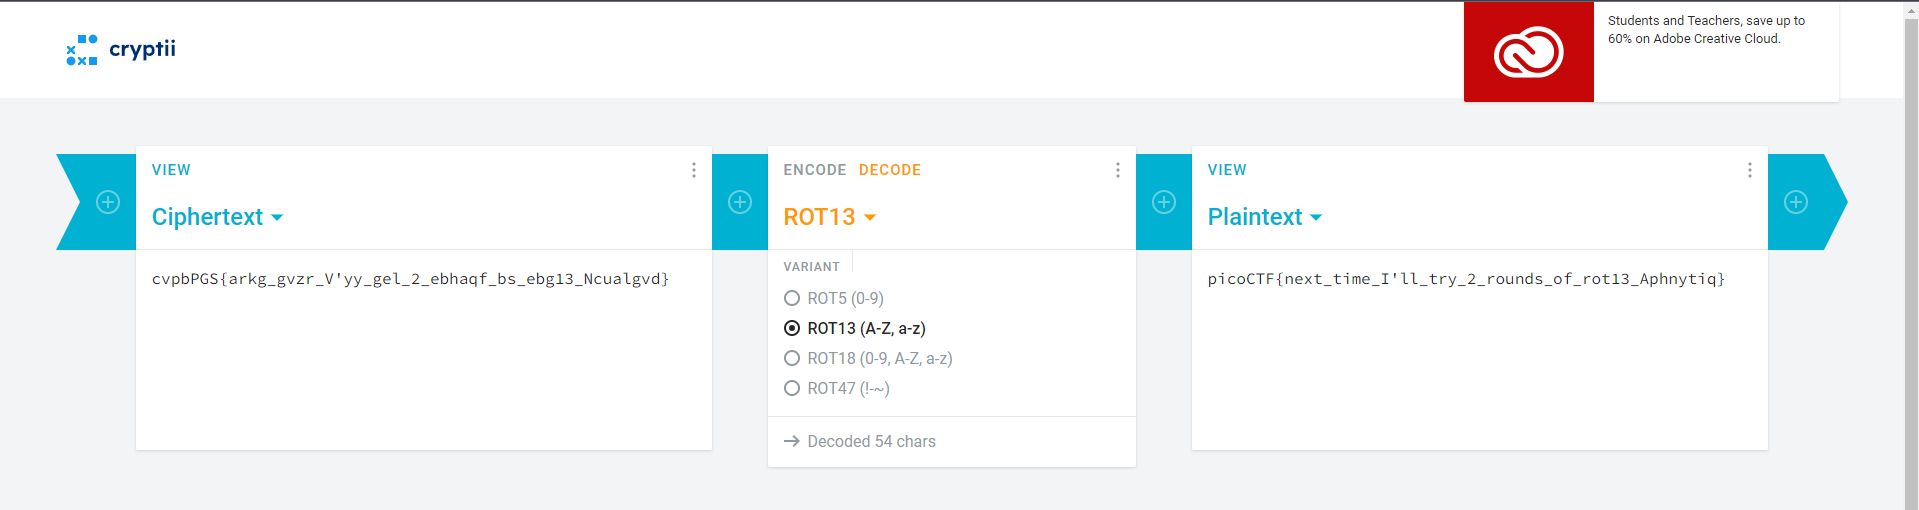 cryptii
Students and Teachers, save up to
60% on Adobe Creative Cloud.
VIEW
Ciphertext
cvpbPGS{arkg_gvzr_V'yy_gel_2_ebhaqf_bs_ebg13_Ncualgvd}
ENCODE DECODE
ROT13
VARIANT
ROT5 (0-9)
ROT13 (A-Z, a-z)
ROT18 (0-9, A-Z, a-z)
ROT47 (!-~)
→ Decoded 54 chars
VIEW
Plaintext
picoCTF{next_time_I'll_try_2_rounds_of_rot13_Aphnytiq}